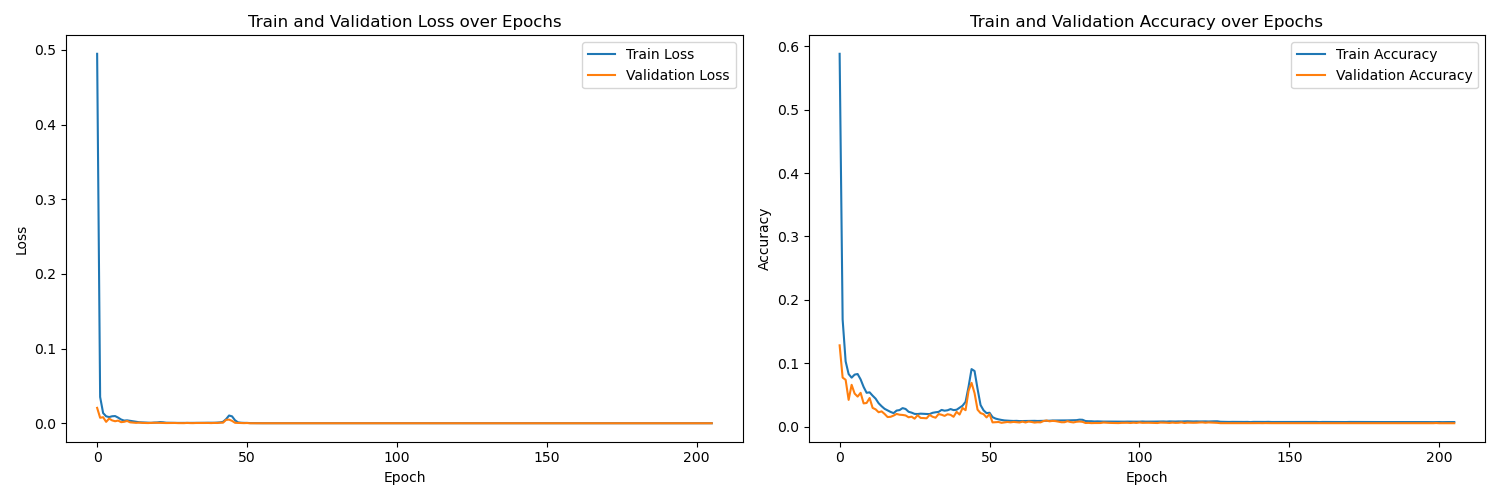 Train and Validation Loss over Epochs
0.5
0.4
0.3
0.2
0.1
0.0
Loss
0
50
100
150
200
Epoch
Train Loss
Validation Loss
Train and Validation Accuracy over Epochs
0.6
0.5
0.4
0.3
0.2
0.1
0.0
Accuracy
0
50
100
150
200
Epoch
Train Accuracy
Validation Accuracy